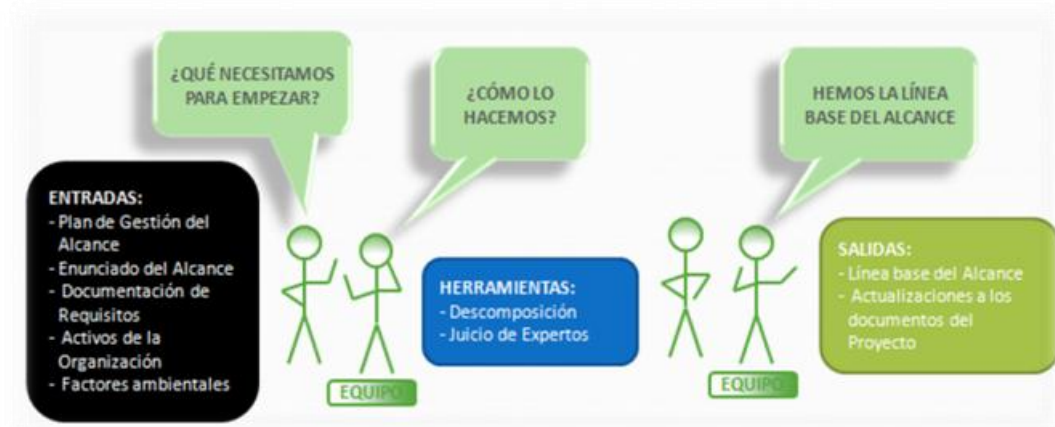 ¿QUÉ NECESITAMOS
PARA EMPEZAR?
¿CÓMO LO
HACEMOS?
HEMOS LA LÍNEA
BASE DEL ALCANCE
ENTRADAS:
- Plan de Gestión del
Alcance
- Enunciado del Alcance
- Documentación de
Requisitos
- Activos de la
Organización
- Factores ambientales
HERRAMIENTAS:
- Descomposición
- Juicio de Expertos
SALIDAS:
- Línea base del Alcance
- Actualizaciones a los
documentos del
Proyecto
EQUIPO
EQUIPO